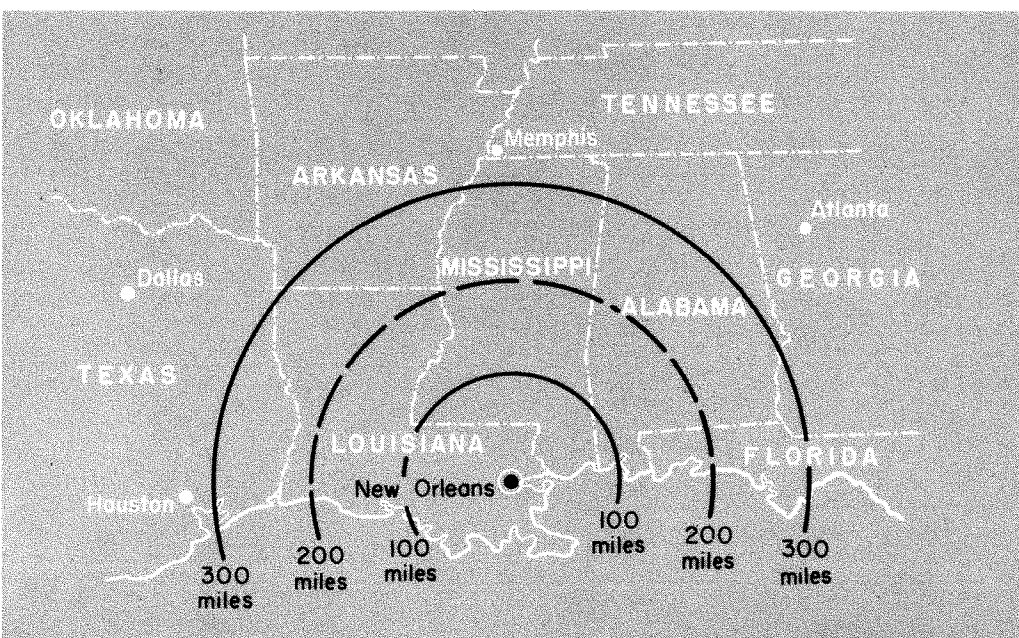 OKLAHOMA
TENNESSEE
Memphis
ARKANSAS
Atlanta
MISSISSIPPI
Dallas
GEORGIA
ALABAMA
TEXAS
LOUISIANA
FLORIDA
New Orleans
Houston
100
miles
200
miles
300
miles
100
miles
200
miles
300
miles